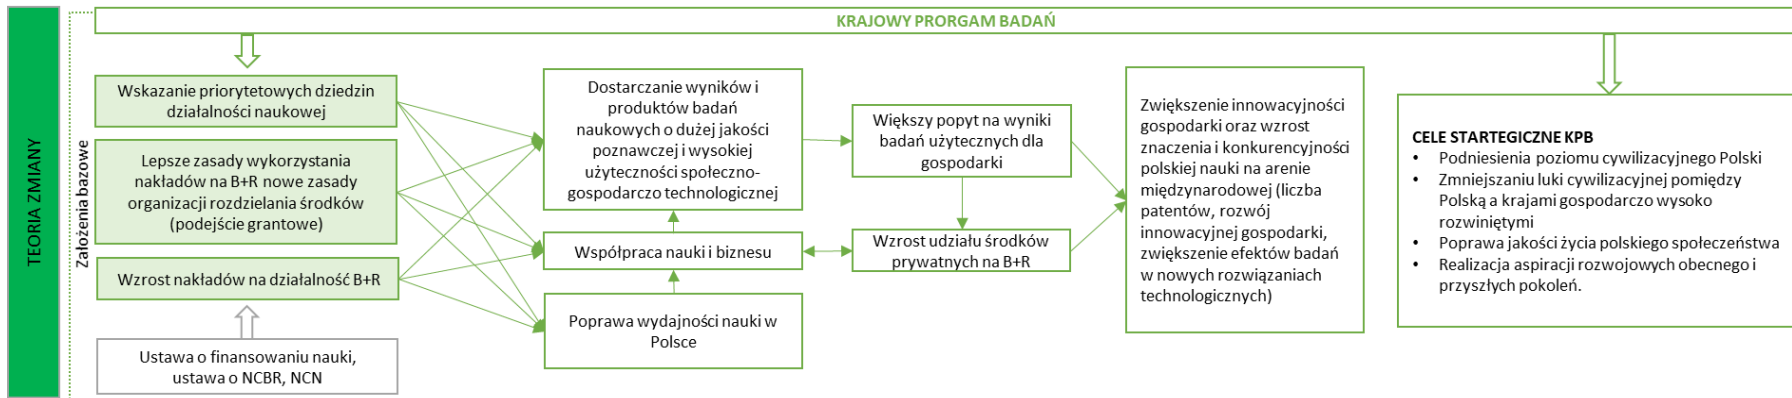 TEORIA ZMIANY
Założenia bazowe
KRAJOWY PRORGAM BADAŃ
Wskazanie priorytetowych dziedzin
działalności naukowej
Lepsze zasady wykorzystania
nakładów na B+R nowe zasady
organizacji rozdzielania środków
(podejście grantowe)
Wzrost nakładów na działalność B+R
Ustawa o finansowaniu nauki,
ustawa o NCBR, NCN
Dostarczanie wyników i
produktów badań
naukowych o dużej jakości
poznawczej i wysokiej
użyteczności społeczno-
gospodarczo technologicznej
Współpraca nauki i biznesu
Poprawa wydajności nauki w
Polsce
Większy popyt na wyniki
badań użytecznych dla
gospodarki
Wzrost udziału środków
prywatnych na B+R
Zwiększenie innowacyjności
gospodarki oraz wzrost
znaczenia i konkurencyjności
polskiej nauki na arenie
międzynarodowej (liczba
patentów, rozwój
innowacyjnej gospodarki,
zwiększenie efektów badań
w nowych rozwiązaniach
technologicznych)
CELE STARTEGICZNE KPB
• Podniesienia poziomu cywilizacyjnego Polski
• Zmniejszaniu luki cywilizacyjnej pomiędzy
Polską a krajami gospodarczo wysoko
rozwiniętymi
• Poprawa jakości życia polskiego społeczeństwa
• Realizacja aspiracji rozwojowych obecnego i
przyszłych pokoleń.